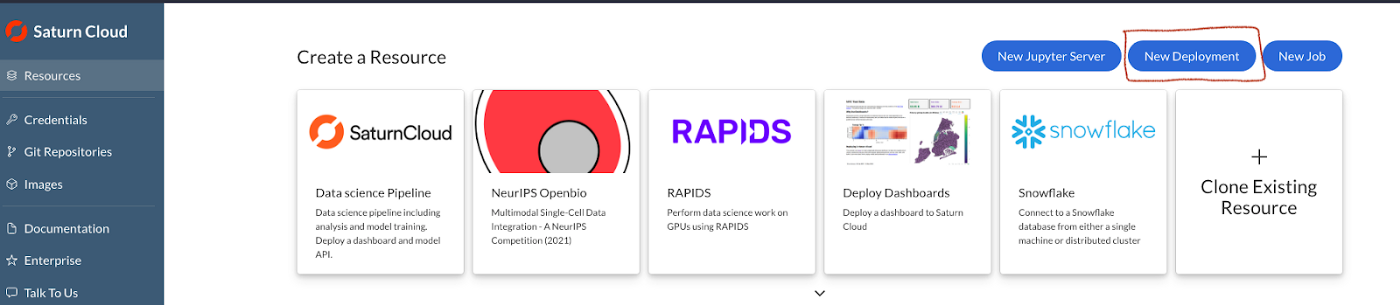 Saturn Cloud
Resources
Credentials
Git Repositories
Images
Documentation
Enterprise
Talk To Us
Create a Resource
New Jupyter Server
New Deployment
New Job
SaturnCloud
Data science Pipeline
Data science pipeline including
analysis and model training.
Deploy a dashboard and model
API.
NeurIPS Openbio
Multimodal Single-Cell Data
Integration - A NeurIPS
Competition (2021)
RAPIDS
RAPIDS
Perform data science work on
GPUs using RAPIDS
Deploy Dashboards
Deploy a dashboard to Saturn
Cloud
snowflake
Snowflake
Connect to a Snowflake
database from either a single
machine or distributed cluster
+
Clone Existing
Resource